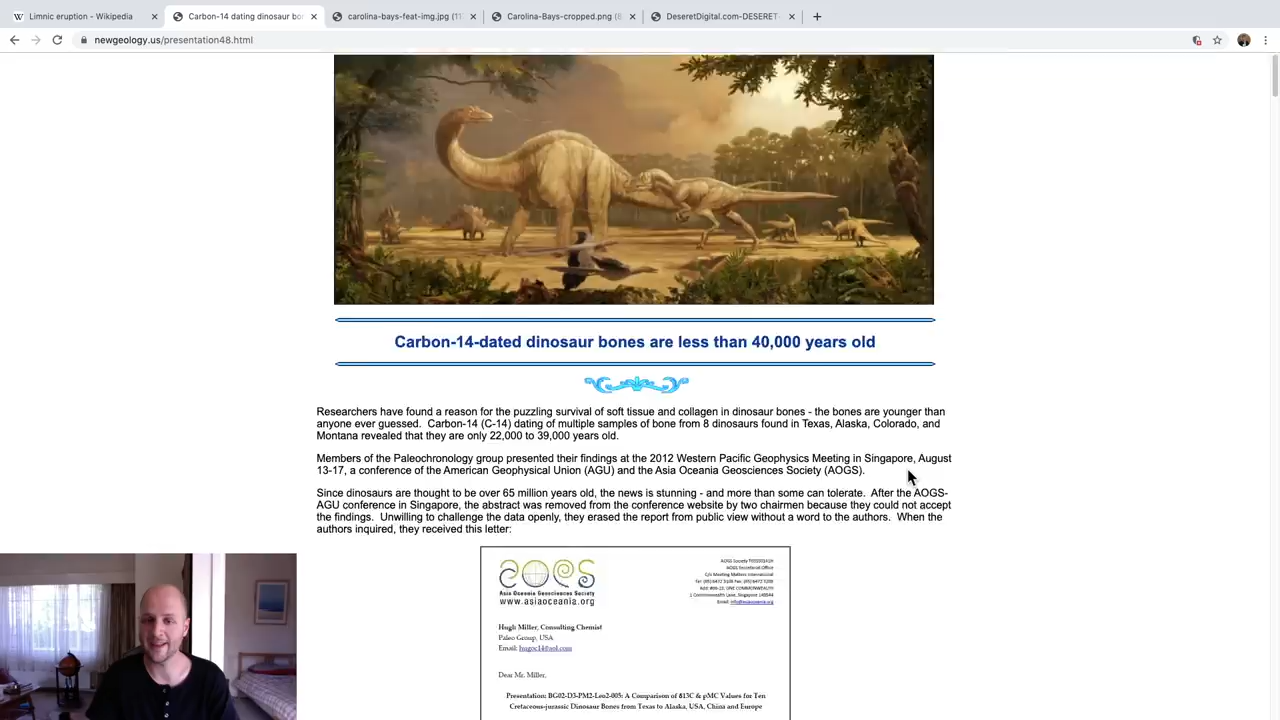 Limnic eruption - Wikipedia
Carbon-14 dating dinosaur bo
carolina-bays-feat-img.jpg (11
Carolina-Bays-cropped.png (8
DeseretDigital.com-DESERET-
newgeology.us/presentation48.html
Carbon-14-dated dinosaur bones are less than 40,000 years old
Researchers have found a reason for the puzzling survival of soft tissue and collagen in dinosaur bones - the bones are younger than
anyone ever guessed. Carbon-14 (C-14) dating of multiple samples of bone from 8 dinosaurs found in Texas, Alaska, Colorado, and
Montana revealed that they are only 22,000 to 39,000 years old.
Members of the Paleochronology group presented their findings at the 2012 Western Pacific Geophysics Meeting in Singapore, August
13-17, a conference of the American Geophysical Union (AGU) and the Asia Oceania Geosciences Society (AOGS).
Since dinosaurs are thought to be over 65 million years old, the news is stunning - and more than some can tolerate. After the AOGS-
AGU conference in Singapore, the abstract was removed from the conference website by two chairmen because they could not accept
the findings. Unwilling to challenge the data openly, they erased the report from public view without a word to the authors. When the
authors inquired, they received this letter:
Asia Oceania Geosciences Society
www.asiaoceania.org
AOGS Secretariat Office
C/o Meeting Matters International
Hugh Miller, Consulting Chemist
Paleo Group, USA
Email: hugoc14@aol.com
Dear Mr. Miller,
Presentation: BG02-D3-PM2-Leo2-005: A Comparison of δ13C & pMC Values for Ten
Cretaceous-jurassic Dinosaur Bones from Texas to Alaska, USA, China and Europe